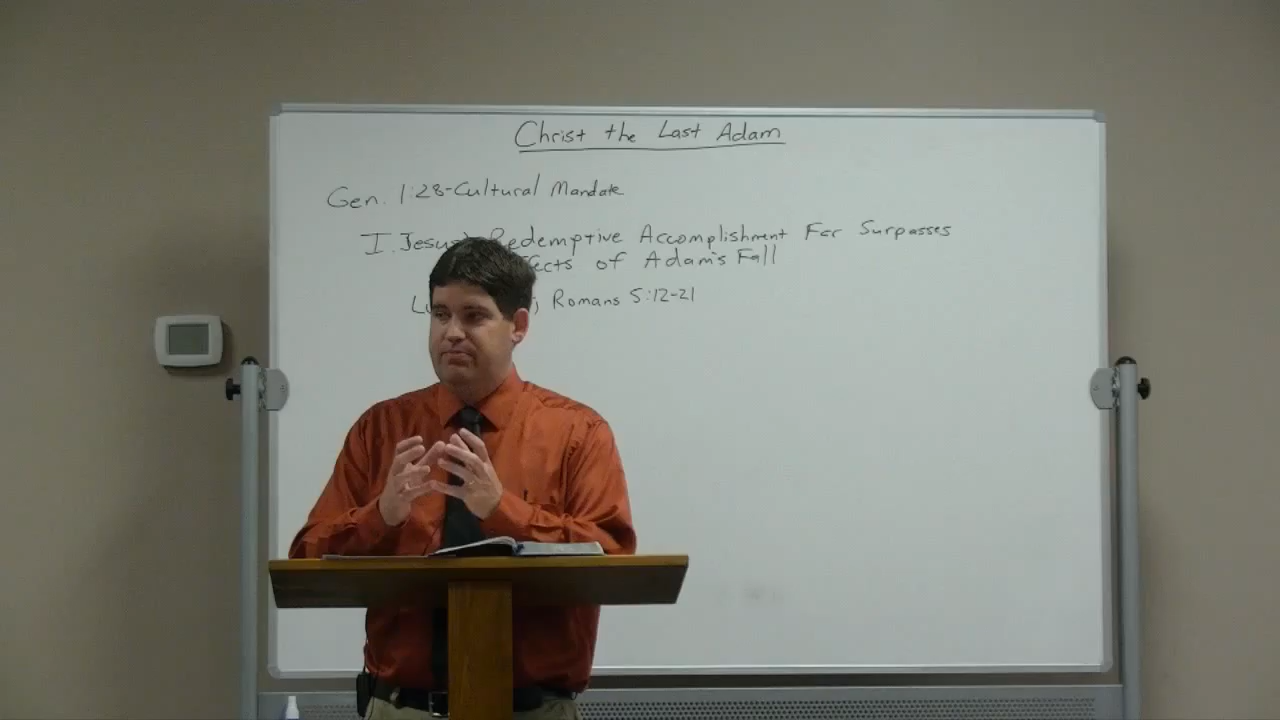 Christ the Last Adam
Gen. 1:28-Cultural Mandate
I. Jesus' Redemptive Accomplishment Far Surpasses
of Adam's Fall
Romans 5:12-21